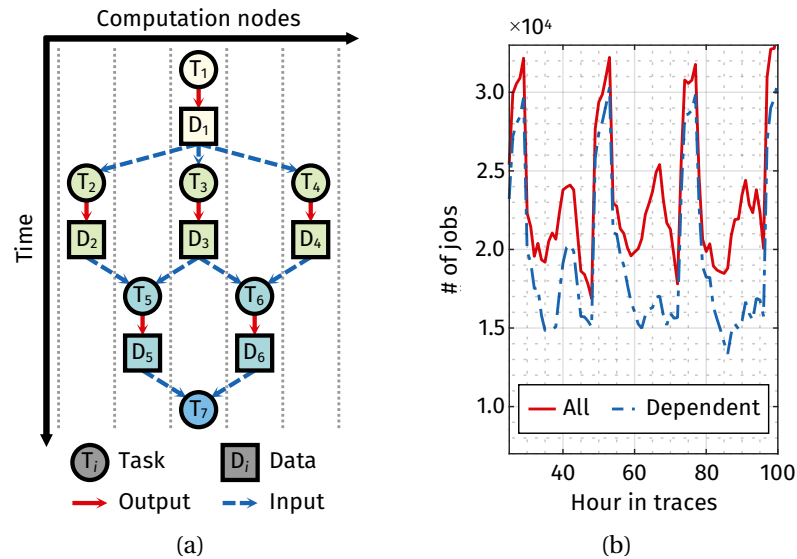 Computation nodes
Time
T₁
D₁
T₂ T₃ T₄
D₂ D₃ D₄
T₅ T₆
D₅ D₆
T₇
Tᵢ Task Dᵢ Data
Output Input
(a)
×10⁴
# of jobs
3.0
2.5
2.0
1.5
1.0
All Dependent
40 60 80 100
Hour in traces
(b)